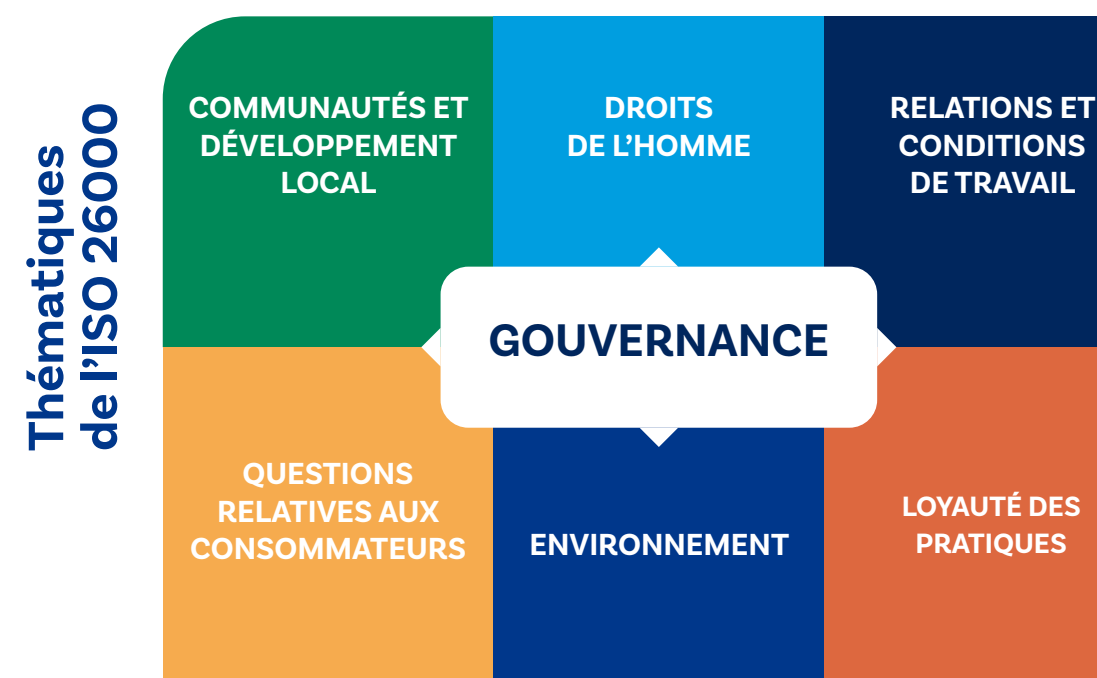 Thématiques
de l’ISO 26000
COMMUNAUTÉS ET
DÉVELOPPEMENT
LOCAL
DROITS
DE L’HOMME
RELATIONS ET
CONDITIONS
DE TRAVAIL
GOUVERNANCE
QUESTIONS
RELATIVES AUX
CONSOMMATEURS
ENVIRONNEMENT
LOYAUTÉ DES
PRATIQUES